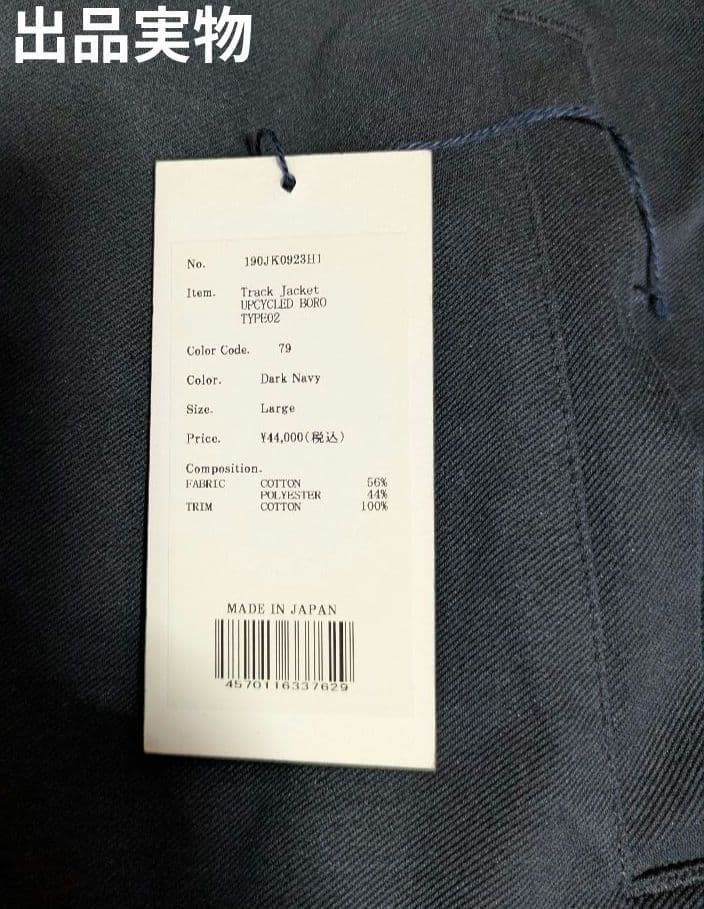 出品実物
No. 190JK0923H1
Item. Track Jacket
UPCYCLED BORO
TYPE02
Color Code. 79
Color. Dark Navy
Size. Large
Price. ¥44,000(税込)
Composition.
FABRIC COTTON 56%
POLYESTER 44%
TRIM COTTON 100%
MADE IN JAPAN
4570116337629